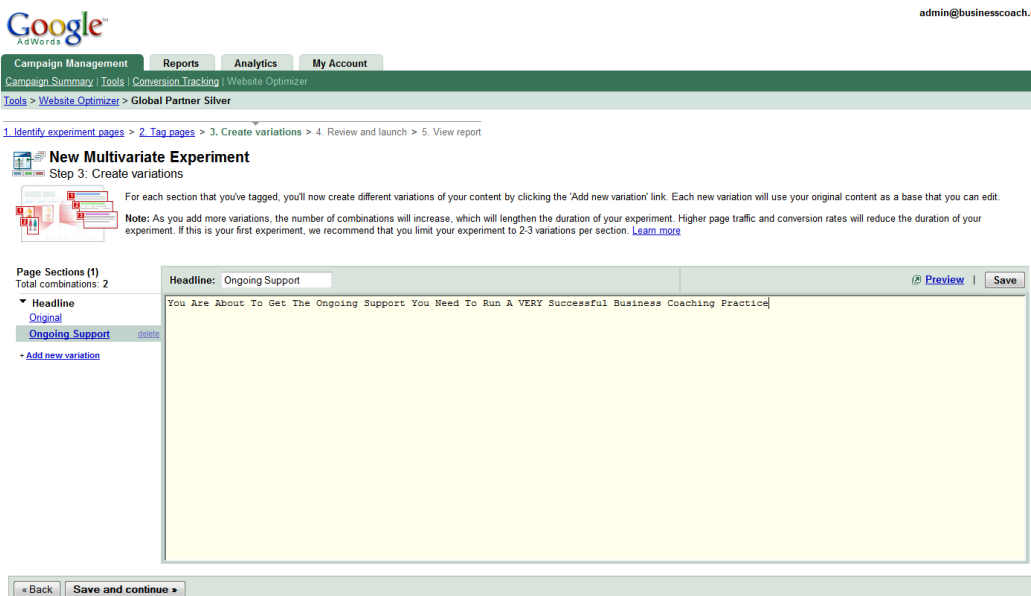 admin@businesscoach.
Google™
AdWords
Campaign Management Reports Analytics My Account
Campaign Summary | Tools | Conversion Tracking | Website Optimizer
Tools > Website Optimizer > Global Partner Silver
1. Identify experiment pages > 2. Tag pages > 3. Create variations > 4. Review and launch > 5. View report
New Multivariate Experiment
Step 3: Create variations
For each section that you've tagged, you'll now create different variations of your content by clicking the 'Add new variation' link. Each new variation will use your original content as a base that you can edit.
Note: As you add more variations, the number of combinations will increase, which will lengthen the duration of your experiment. Higher page traffic and conversion rates will reduce the duration of your
experiment. If this is your first experiment, we recommend that you limit your experiment to 2-3 variations per section. Learn more
Page Sections (1)
Total combinations: 2
Headline: Ongoing Support
Preview | Save
Headline
Original
Ongoing Support delete
+ Add new variation
You Are About To Get The Ongoing Support You Need To Run A VERY Successful Business Coaching Practice
« Back Save and continue »